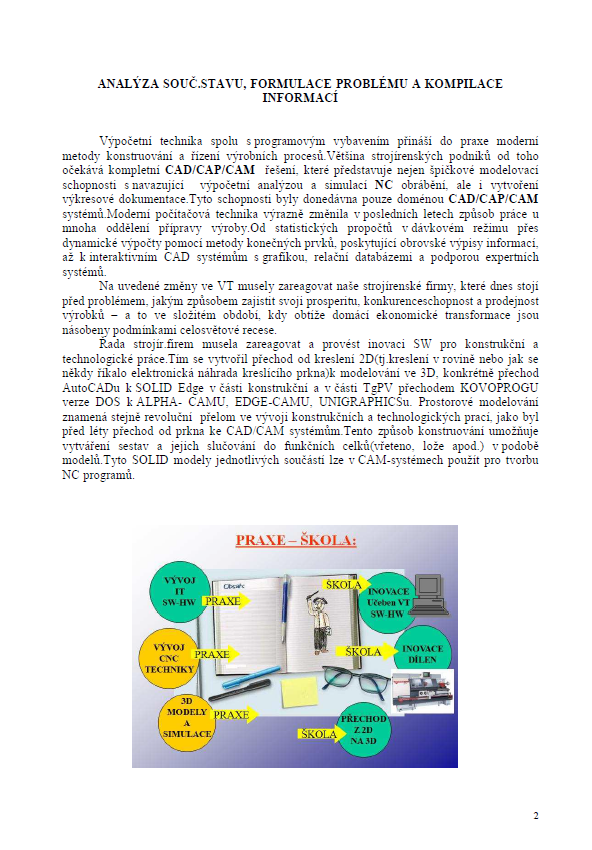 ANALÝZA SOUČ.STAVU, FORMULACE PROBLÉMU A KOMPILACE
INFORMACÍ
Výpočetní technika spolu s programovým vybavením přináší do praxe moderní
metody konstruování a řízení výrobních procesů.Většina strojírenských podniků od toho
očekává kompletní CAD/CAP/CAM řešení, které představuje nejen špičkové modelovací
schopnosti s navazující výpočetní analýzou a simulací NC obrábění, ale i vytvoření
výkresové dokumentace.Tyto schopnosti byly donedávna pouze doménou CAD/CAP/CAM
systémů.Moderní počítačová technika výrazně změnila v posledních letech způsob práce u
mnoha oddělení přípravy výroby.Od statistických propočtů v dávkovém režimu přes
dynamické výpočty pomocí metody konečných prvků, poskytující obrovské výpisy informací,
až k interaktivním CAD systémům s grafikou, relační databázemi a podporou expertních
systémů.
Na uvedené změny ve VT musely zareagovat naše strojírenské firmy, které dnes stojí
před problémem, jakým způsobem zajistit svoji prosperitu, konkurenceschopnost a prodejnost
výrobků – a to ve složitém období, kdy obtíže domácí ekonomické transformace jsou
násobeny podmínkami celosvětové recese.
Řada strojír.firem musela zareagovat a provést inovaci SW pro konstrukční a
technologické práce.Tím se vytvořil přechod od kreslení 2D(tj.kreslení v rovině nebo jak se
někdy říkalo elektronická náhrada kreslícího prkna)k modelování ve 3D, konkrétně přechod
AutoCADu k SOLID Edge v části konstrukční a v části TgPV přechodem KOVOPROGU
verze DOS k ALPHA- CAMU, EDGE-CAMU, UNIGRAPHICSu. Prostorové modelování
znamená stejně revoluční přelom ve vývoji konstrukčních a technologických prací, jako byl
před léty přechod od prkna ke CAD/CAM systémům.Tento způsob konstruování umožňuje
vytváření sestav a jejich slučování do funkčních celků(vřeteno, lože apod.) v podobě
modelů.Tyto SOLID modely jednotlivých součástí lze v CAM-systémech použít pro tvorbu
NC programů.
PRAXE – ŠKOLA:
VÝVOJ
IT
SW-HW
PRAXE
Obsah:
ŠKOLA
INOVACE
Učeben VT
SW-HW
VÝVOJ
CNC
TECHNIKY
PRAXE
ŠKOLA
INOVACE
DÍLEN
3D
MODELY
A
SIMULACE
PRAXE
ŠKOLA
PŘECHOD
Z 2D
NA 3D
2